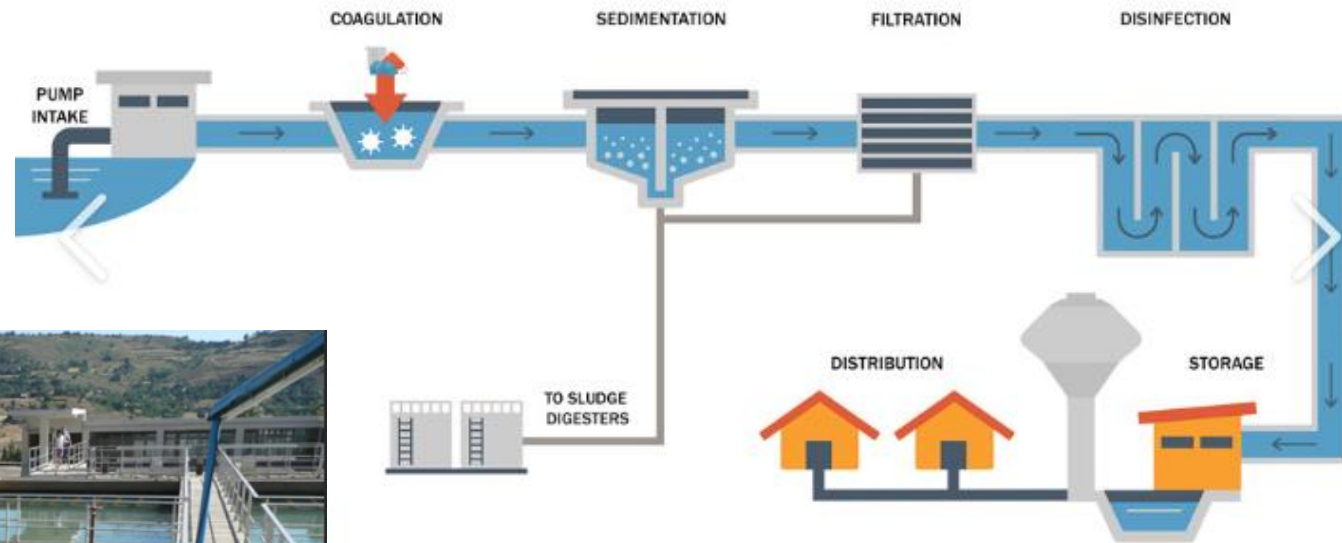 COAGULATION
SEDIMENTATION
FILTRATION
DISINFECTION
PUMP
INTAKE
DISTRIBUTION
STORAGE
TO SLUDGE
DIGESTERS